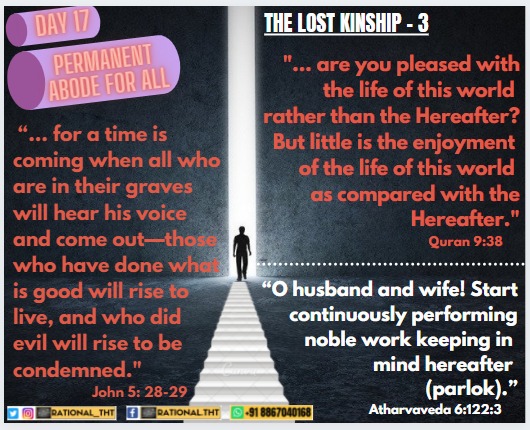 DAY 17
PERMANENT
ABODE FOR ALL
“... for a time is
coming when all who
are in their graves
will hear his voice
and come out—those
who have done what
is good will rise to
live, and who did
evil will rise to be
condemned."
John 5: 28-29
THE LOST KINSHIP - 3
"... are you pleased with
the life of this world
rather than the Hereafter?
But little is the enjoyment
of the life of this world
as compared with the
Hereafter."
Quran 9:38
“O husband and wife! Start
continuously performing
noble work keeping in
mind hereafter
(parlok).”
Atharvaveda 6:122:3
RATIONAL_THT RATIONAL.THT +91 8867040168